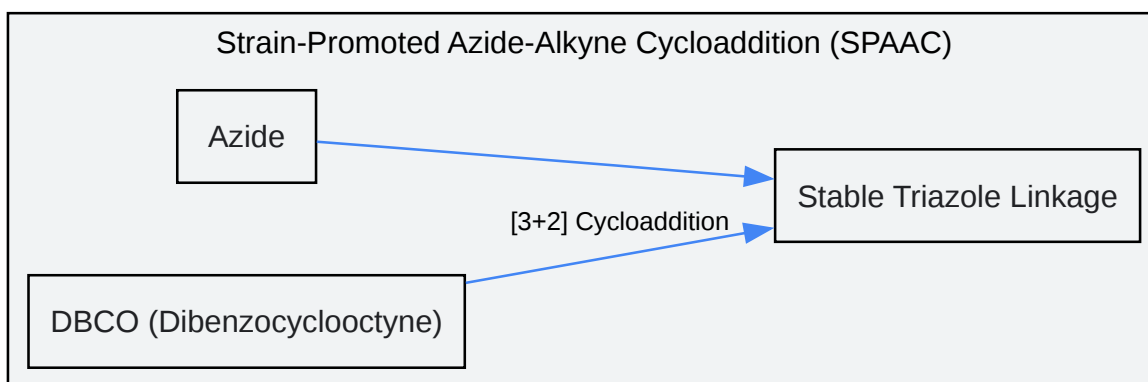 Strain-Promoted Azide-Alkyne Cycloaddition (SPAAC)
Azide
Stable Triazole Linkage
[3+2] Cycloaddition
DBCO (Dibenzocyclooctyne)